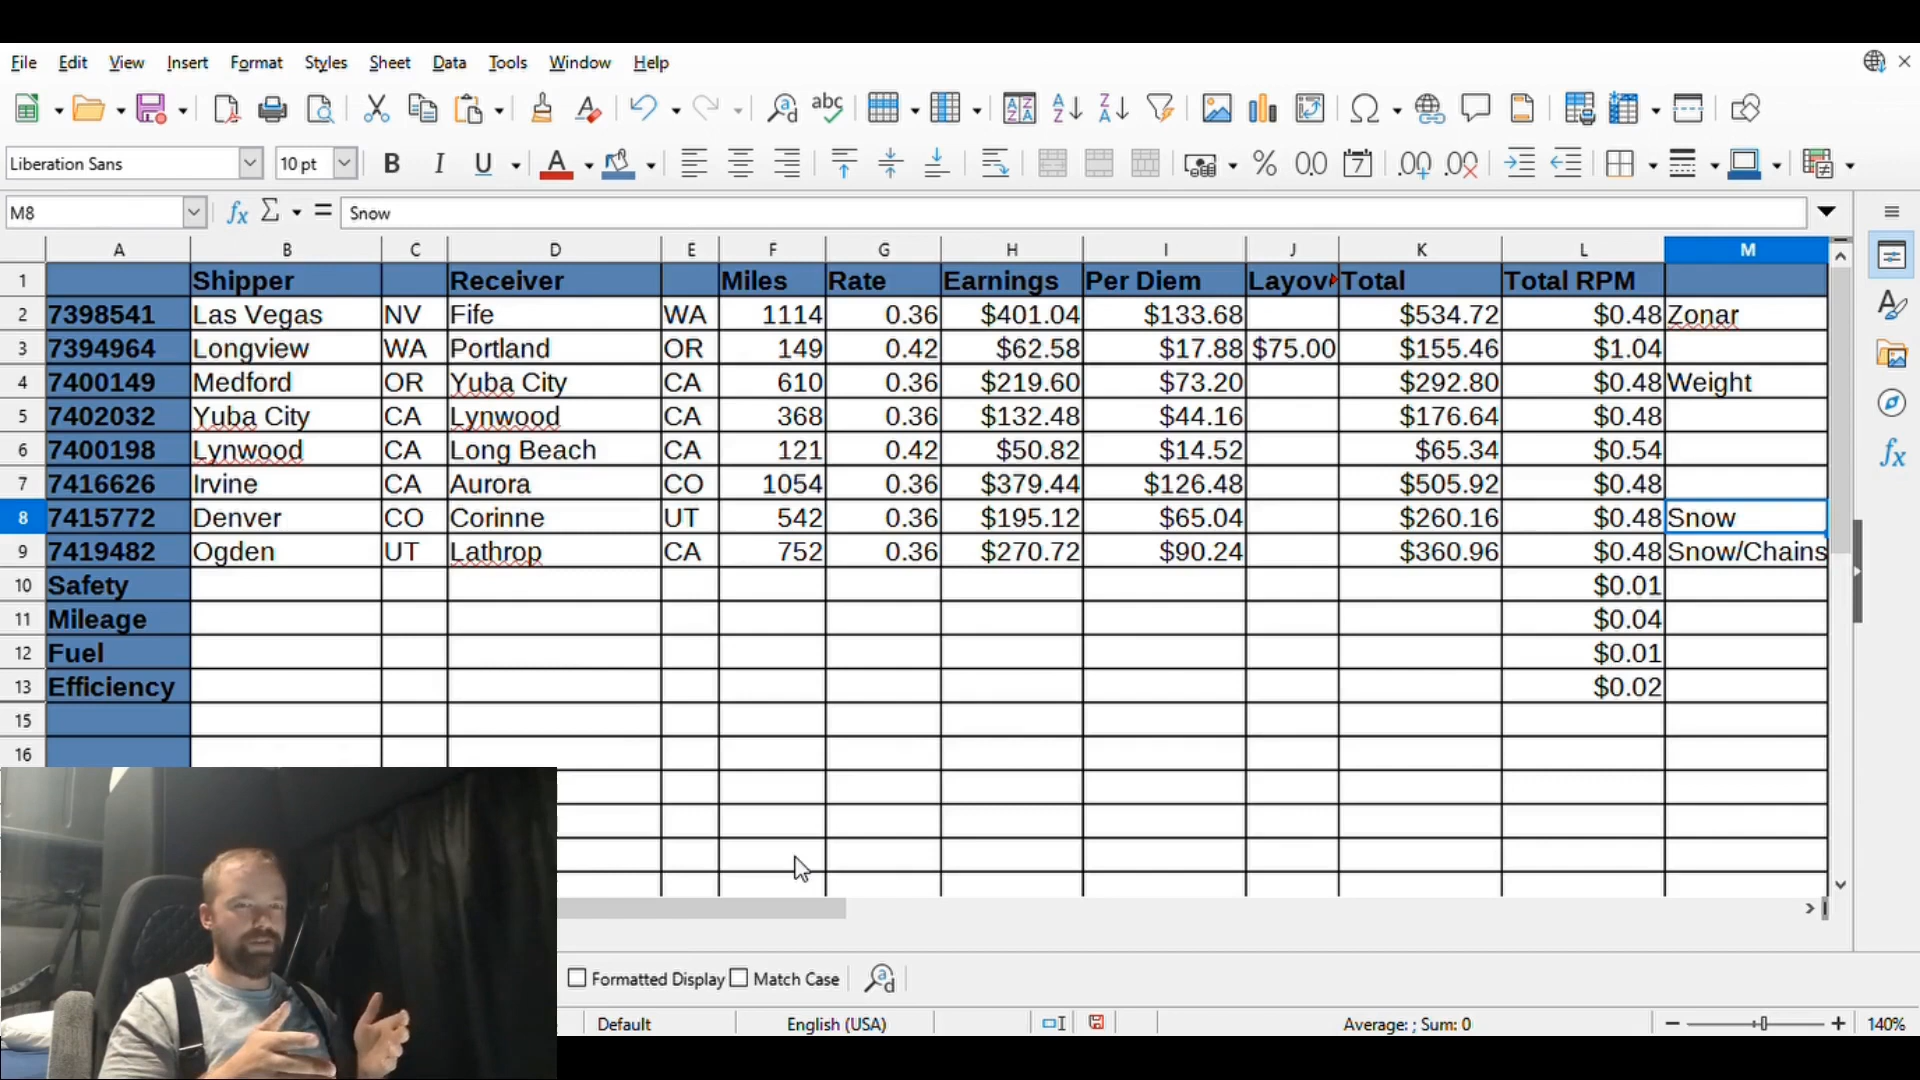 File Edit View Insert Format Styles Sheet Data Tools Window Help
Liberation Sans 10 pt B I U A % 0.0 7 .00 .00
M8 fx Σ = Snow
A B C D E F G H I J K L M
1 Shipper Receiver Miles Rate Earnings Per Diem Layov Total Total RPM
2 7398541 Las Vegas NV Fife WA 1114 0.36 $401.04 $133.68 $534.72 $0.48 Zonar
3 7394964 Longview WA Portland OR 149 0.42 $62.58 $17.88 $75.00 $155.46 $1.04
4 7400149 Medford OR Yuba City CA 610 0.36 $219.60 $73.20 $292.80 $0.48 Weight
5 7402032 Yuba City CA Lynwood CA 368 0.36 $132.48 $44.16 $176.64 $0.48
6 7400198 Lynwood CA Long Beach CA 121 0.42 $50.82 $14.52 $65.34 $0.54
7 7416626 Irvine CA Aurora CO 1054 0.36 $379.44 $126.48 $505.92 $0.48
8 7415772 Denver CO Corinne UT 542 0.36 $195.12 $65.04 $260.16 $0.48 Snow
9 7419482 Ogden UT Lathrop CA 752 0.36 $270.72 $90.24 $360.96 $0.48 Snow/Chains
10 Safety $0.01
11 Mileage $0.04
12 Fuel $0.01
13 Efficiency $0.02
15
16
Formatted Display Match Case
Default English (USA) Average: ; Sum: 0 140%